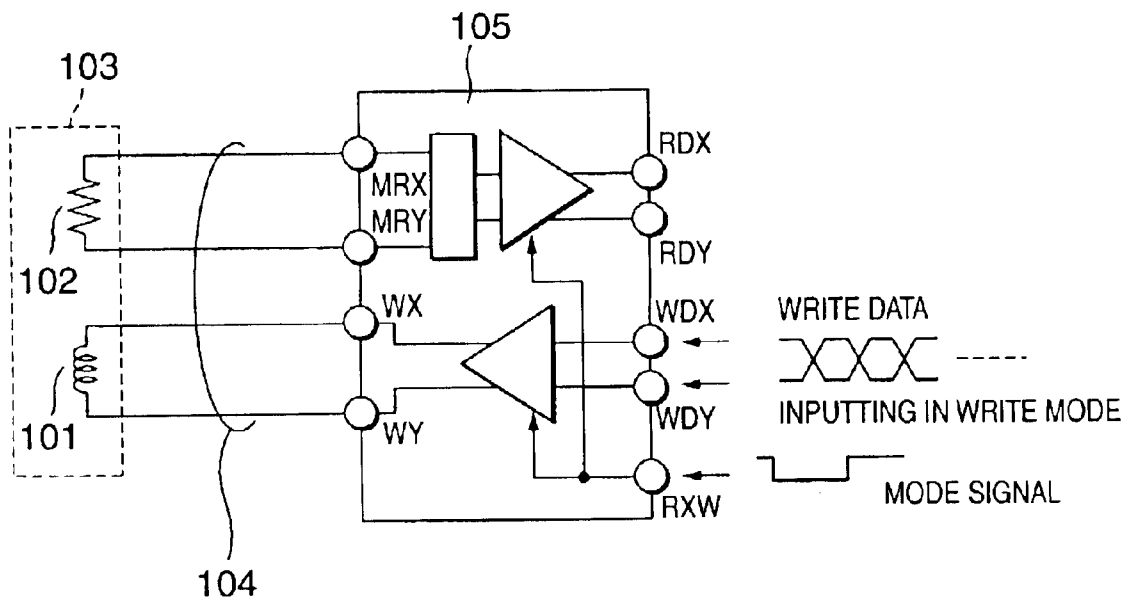 105
103
RDX
MRX
MRY
102
RDY
WX
WDX
WRITE DATA
101
WY
WDY
INPUTTING IN WRITE MODE
RXW
MODE SIGNAL
104